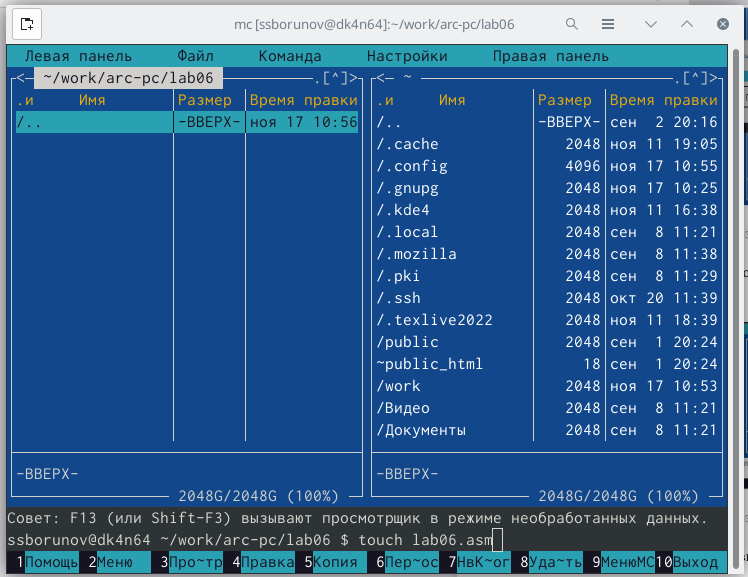 mc [ssborunov@dk4n64]:~/work/arc-pc/lab06
Левая панель Файл Команда Настройки Правая панель
<— ~/work/arc-pc/lab06 .[^]> <— ~ .[^]>
.и Имя Размер Время правки .и Имя Размер Время правки
/.. -ВВЕРХ- ноя 17 10:56 /.. -ВВЕРХ- сен 2 20:16
/.cache 2048 ноя 11 19:05
/.config 4096 ноя 17 10:55
/.gnupg 2048 ноя 17 10:25
/.kde4 2048 ноя 11 16:38
/.local 2048 сен 8 11:21
/.mozilla 2048 сен 8 11:38
/.pki 2048 сен 8 11:29
/.ssh 2048 окт 20 11:39
/.texlive2022 2048 ноя 11 18:39
/public 2048 сен 1 20:24
~public_html 18 сен 1 20:24
/work 2048 ноя 17 10:53
/Видео 2048 сен 8 11:21
/Документы 2048 сен 8 11:21
-ВВЕРХ- -ВВЕРХ-
2048G/2048G (100%) 2048G/2048G (100%)
Совет: F13 (или Shift-F3) вызывают просмотрщик в режиме необработанных данных.
ssborunov@dk4n64 ~/work/arc-pc/lab06 $ touch lab06.asm
1Помощь 2Меню 3Про~тр 4Правка 5Копия 6Пер~ос 7НвК~ог 8Уда~ть 9МенюMC 10Выход